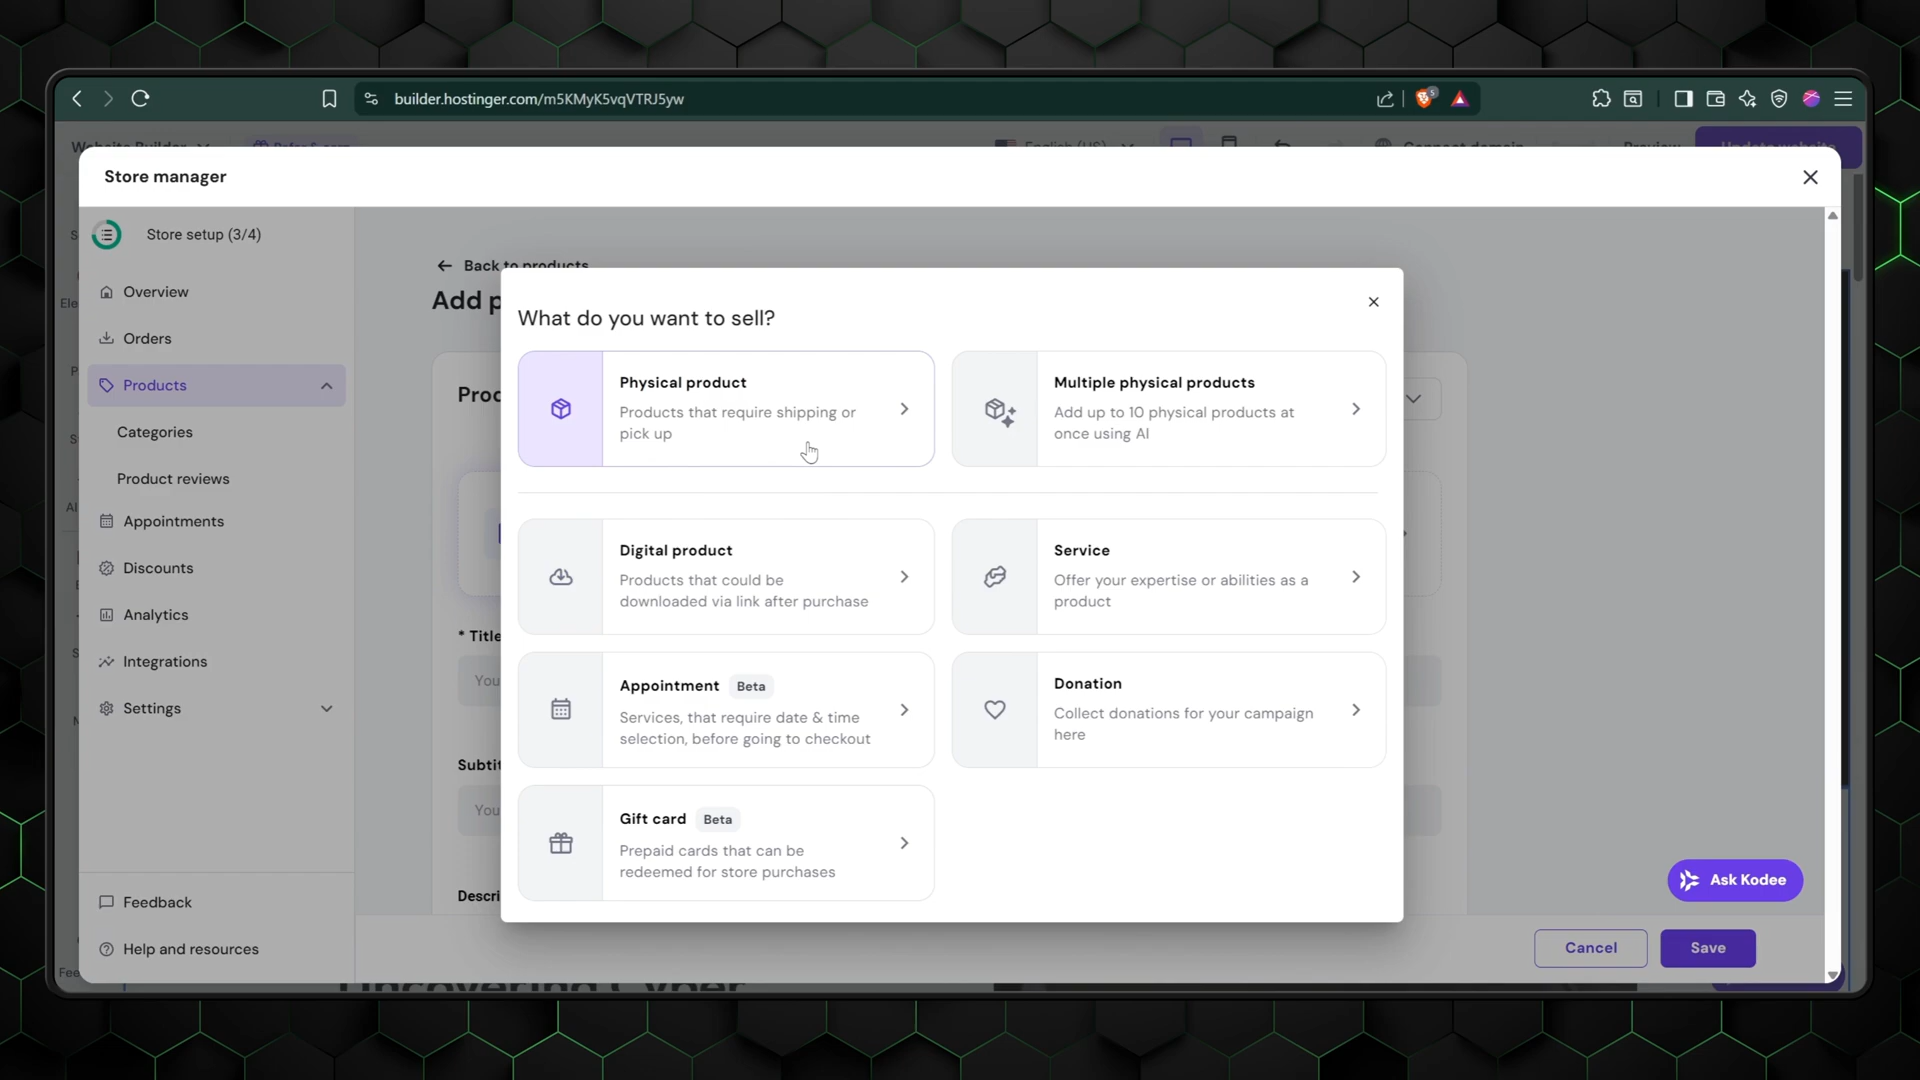 builder.hostinger.com/m5KMyK5vqVTRJ5yw
Store manager
Store setup (3/4)
Overview
Orders
Products
Categories
Product reviews
Appointments
Discounts
Analytics
Integrations
Settings
Feedback
Help and resources
Back to products
Add p
Prod
* Title
You
Subtit
You
Descri
What do you want to sell?
Physical product
Products that require shipping or
pick up
Multiple physical products
Add up to 10 physical products at
once using AI
Digital product
Products that could be
downloaded via link after purchase
Service
Offer your expertise or abilities as a
product
Appointment Beta
Services, that require date & time
selection, before going to checkout
Donation
Collect donations for your campaign
here
Gift card Beta
Prepaid cards that can be
redeemed for store purchases
Ask Kodee
Cancel
Save